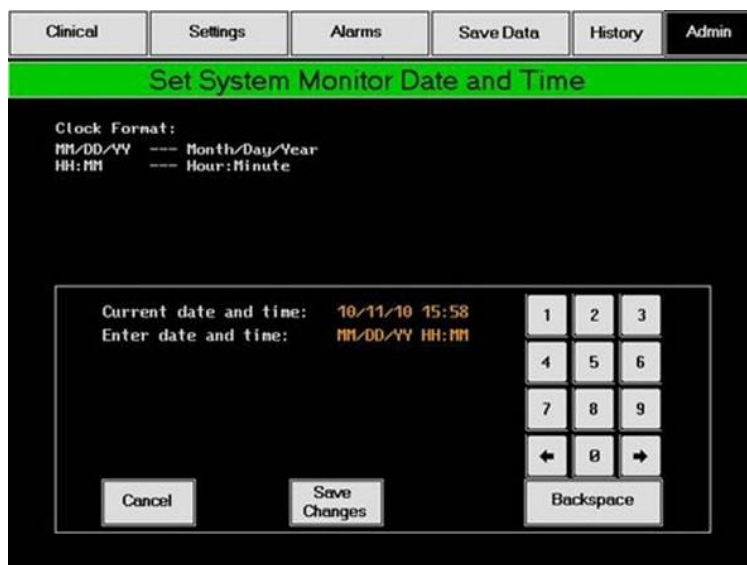 Clinical Settings Alarms Save Data History Admin
Set System Monitor Date and Time
Clock Format:
MM/DD/YY --- Month/Day/Year
HH:MM --- Hour:Minute
Current date and time: 10/11/10 15:58
Enter date and time: MM/DD/YY HH:MM
1 2 3
4 5 6
7 8 9
← 0 →
Cancel
Save
Changes
Backspace